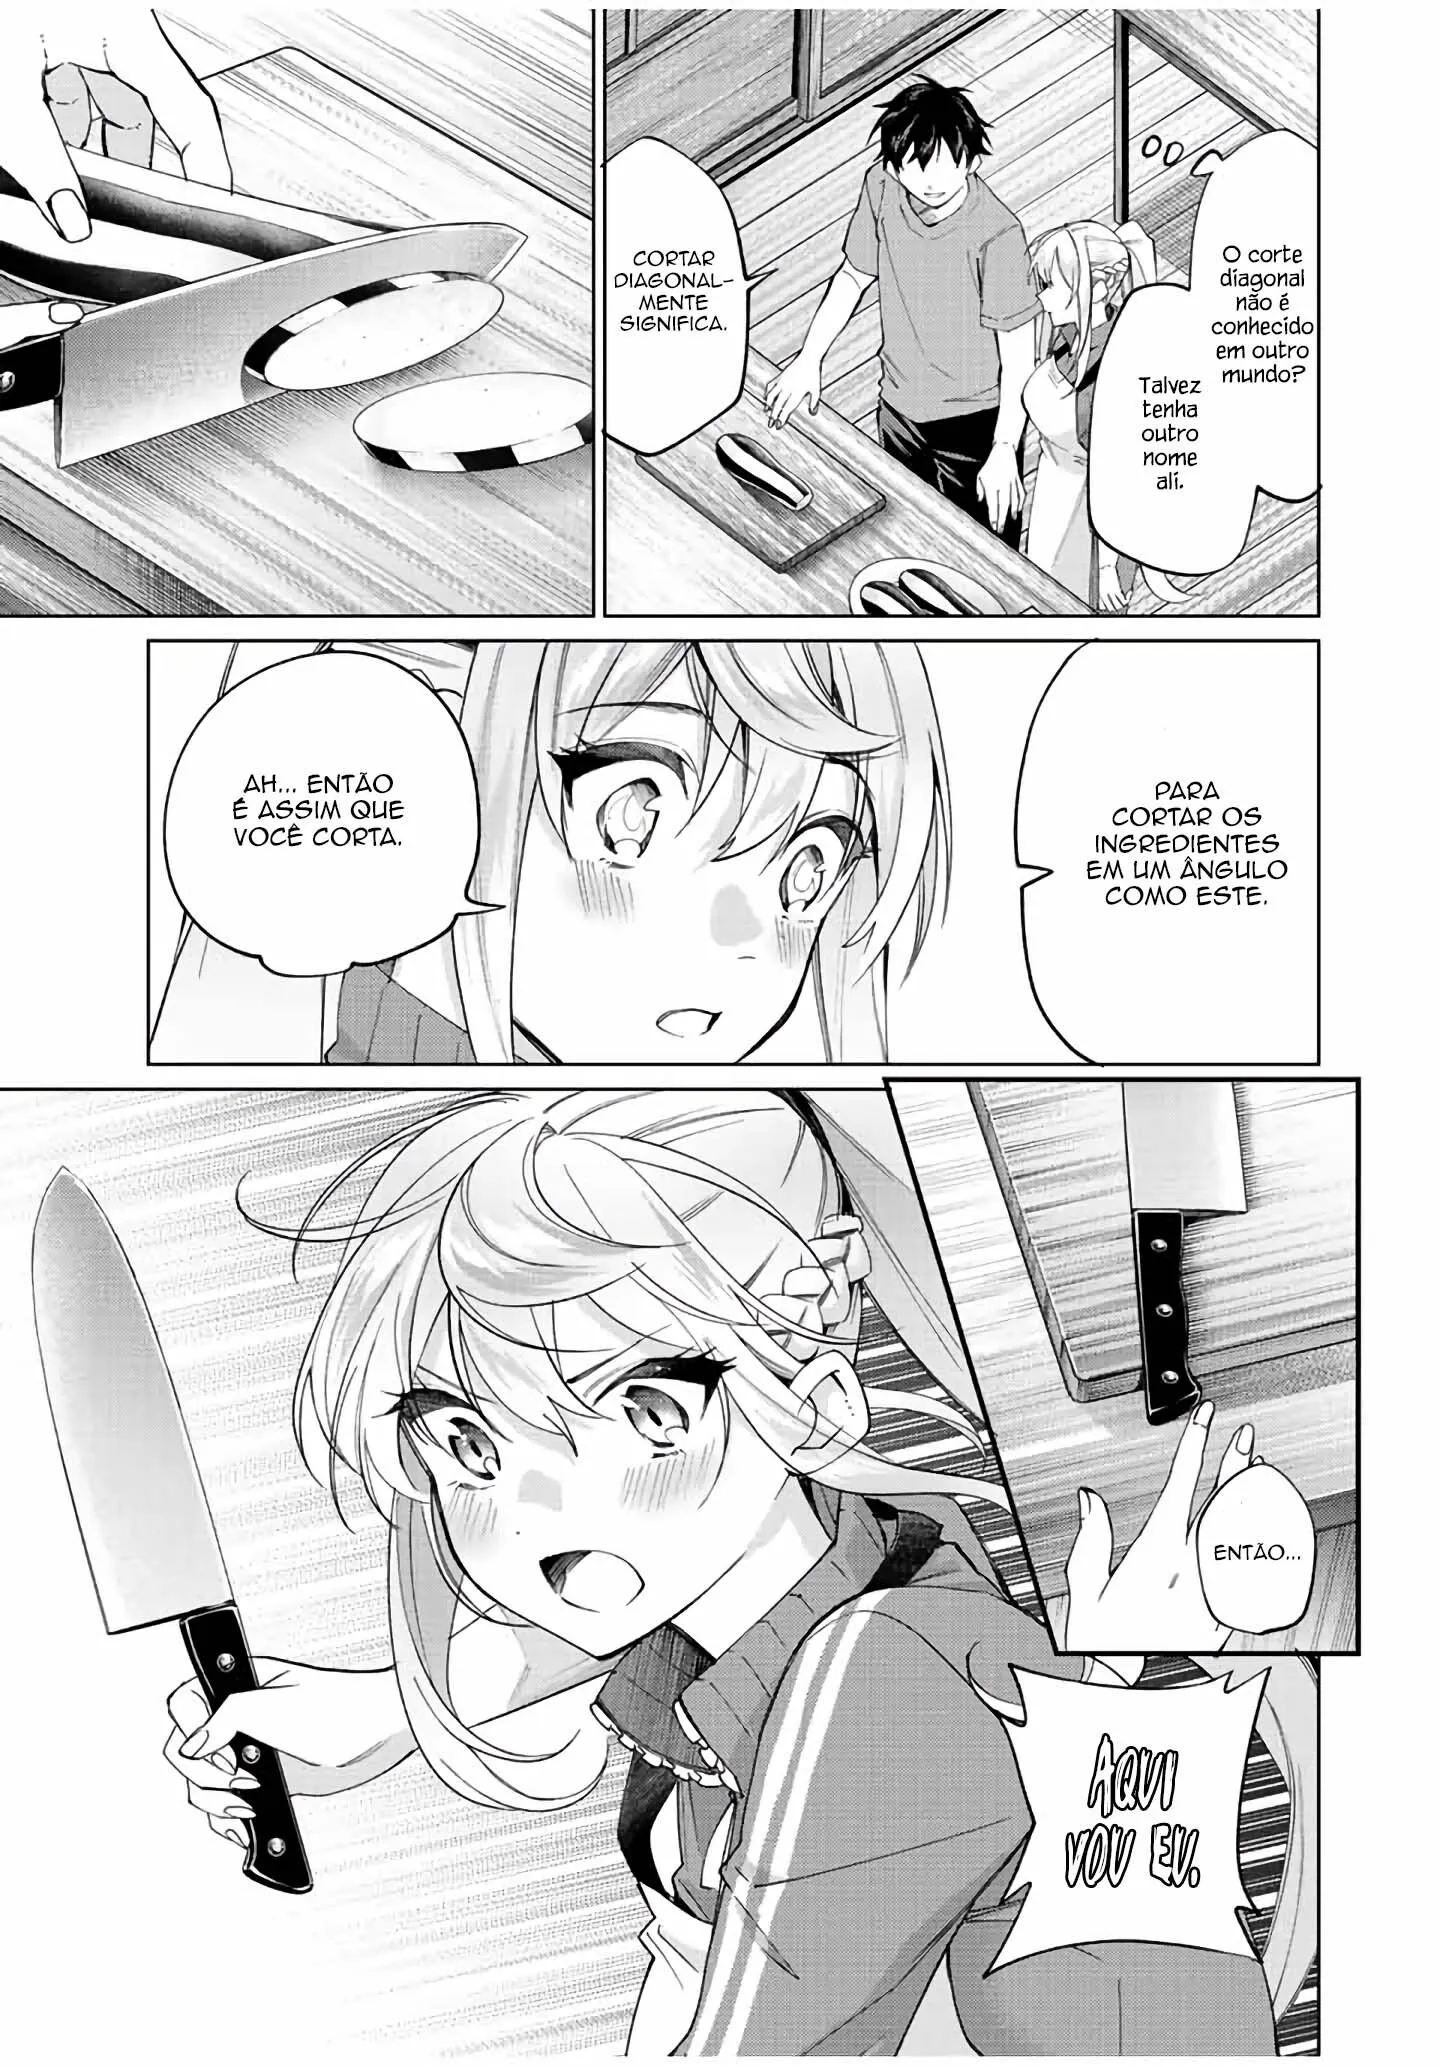 O corte
diagonal
não é
conhecido
em outro
mundo?
Talvez
tenha
outro
nome
ali.
CORTAR
DIAGONAL-
MENTE
SIGNIFICA.
PARA
CORTAR OS
INGREDIENTES
EM UM ÂNGULO
COMO ESTE.
AH... ENTÃO
É ASSIM QUE
VOCÊ CORTA.
ENTÃO...
AQUI
VOU EU.